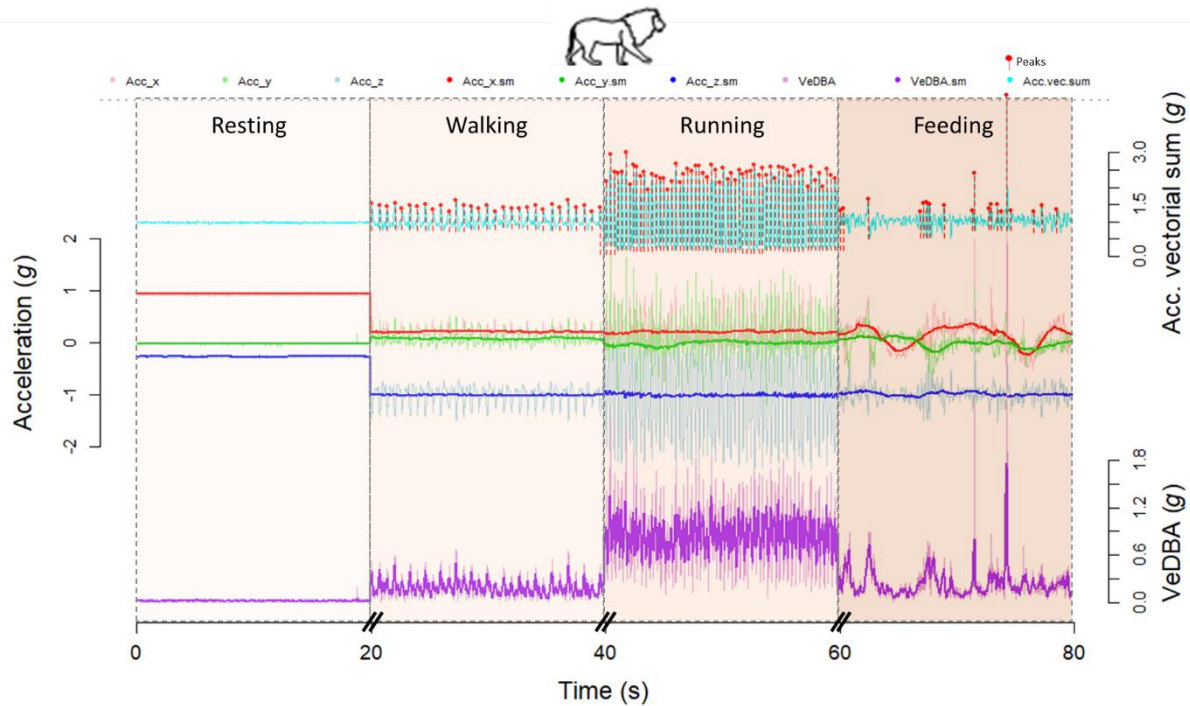 Peaks
Acc_x Acc_y Acc_z Acc_x.sm Acc_y.sm Acc_z.sm VeDBA VeDBA.sm Acc.vec.sum
Resting Walking Running Feeding
Acceleration (g)
2
1
0
-1
-2
Acc. vectorial sum (g)
3.0
1.5
0.0
VeDBA (g)
1.8
1.2
0.6
0.0
0 20 40 60 80
Time (s)